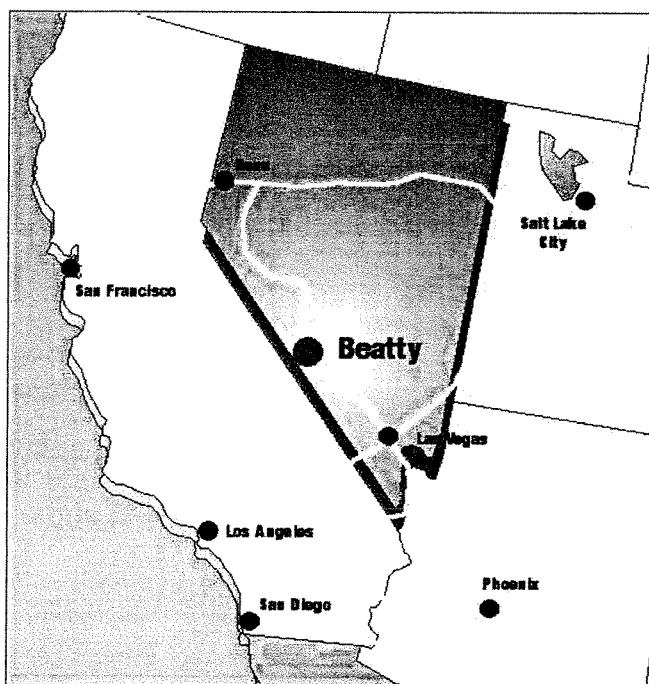 Reno
Salt Lake
City
San Francisco
Beatty
Las Vegas
Los Angeles
Phoenix
San Diego